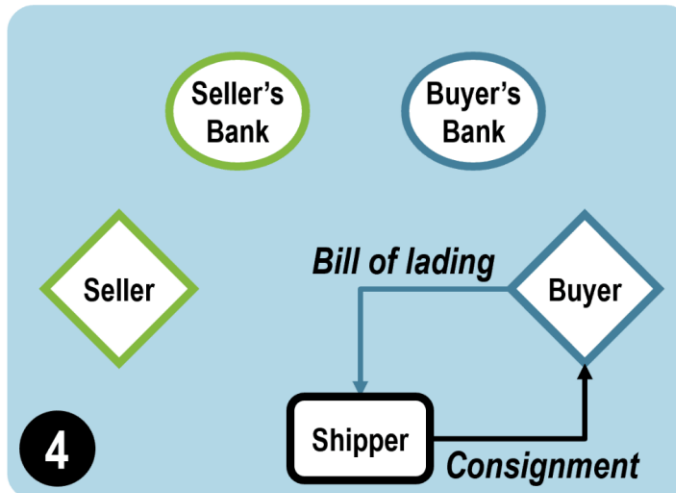 Seller's
Bank
Buyer's
Bank
Bill of lading
Seller
Buyer
Shipper
Consignment
4